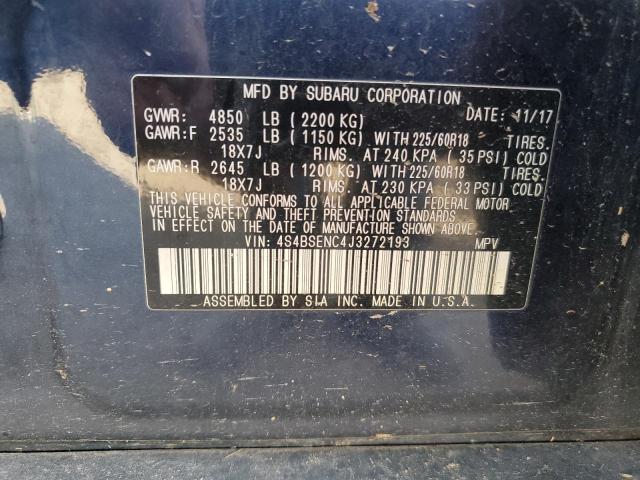 MFD BY SUBARU CORPORATION
GVWR: 4850 LB (2200 KG) DATE: 11/17
GAWR:F 2535 LB (1150 KG) WITH 225/60R18 TIRES.
18X7J RIMS. AT 240 KPA (35 PSI) COLD
GAWR:R 2645 LB (1200 KG) WITH 225/60R18 TIRES.
18X7J RIMS. AT 230 KPA (33 PSI) COLD
THIS VEHICLE CONFORMS TO ALL APPLICABLE FEDERAL MOTOR
VEHICLE SAFETY AND THEFT PREVENTION STANDARDS
IN EFFECT ON THE DATE OF MANUFACTURE SHOWN ABOVE.
VIN: 4S4BSENC4J3272193 MPV
ASSEMBLED BY SIA INC. MADE IN U.S.A.